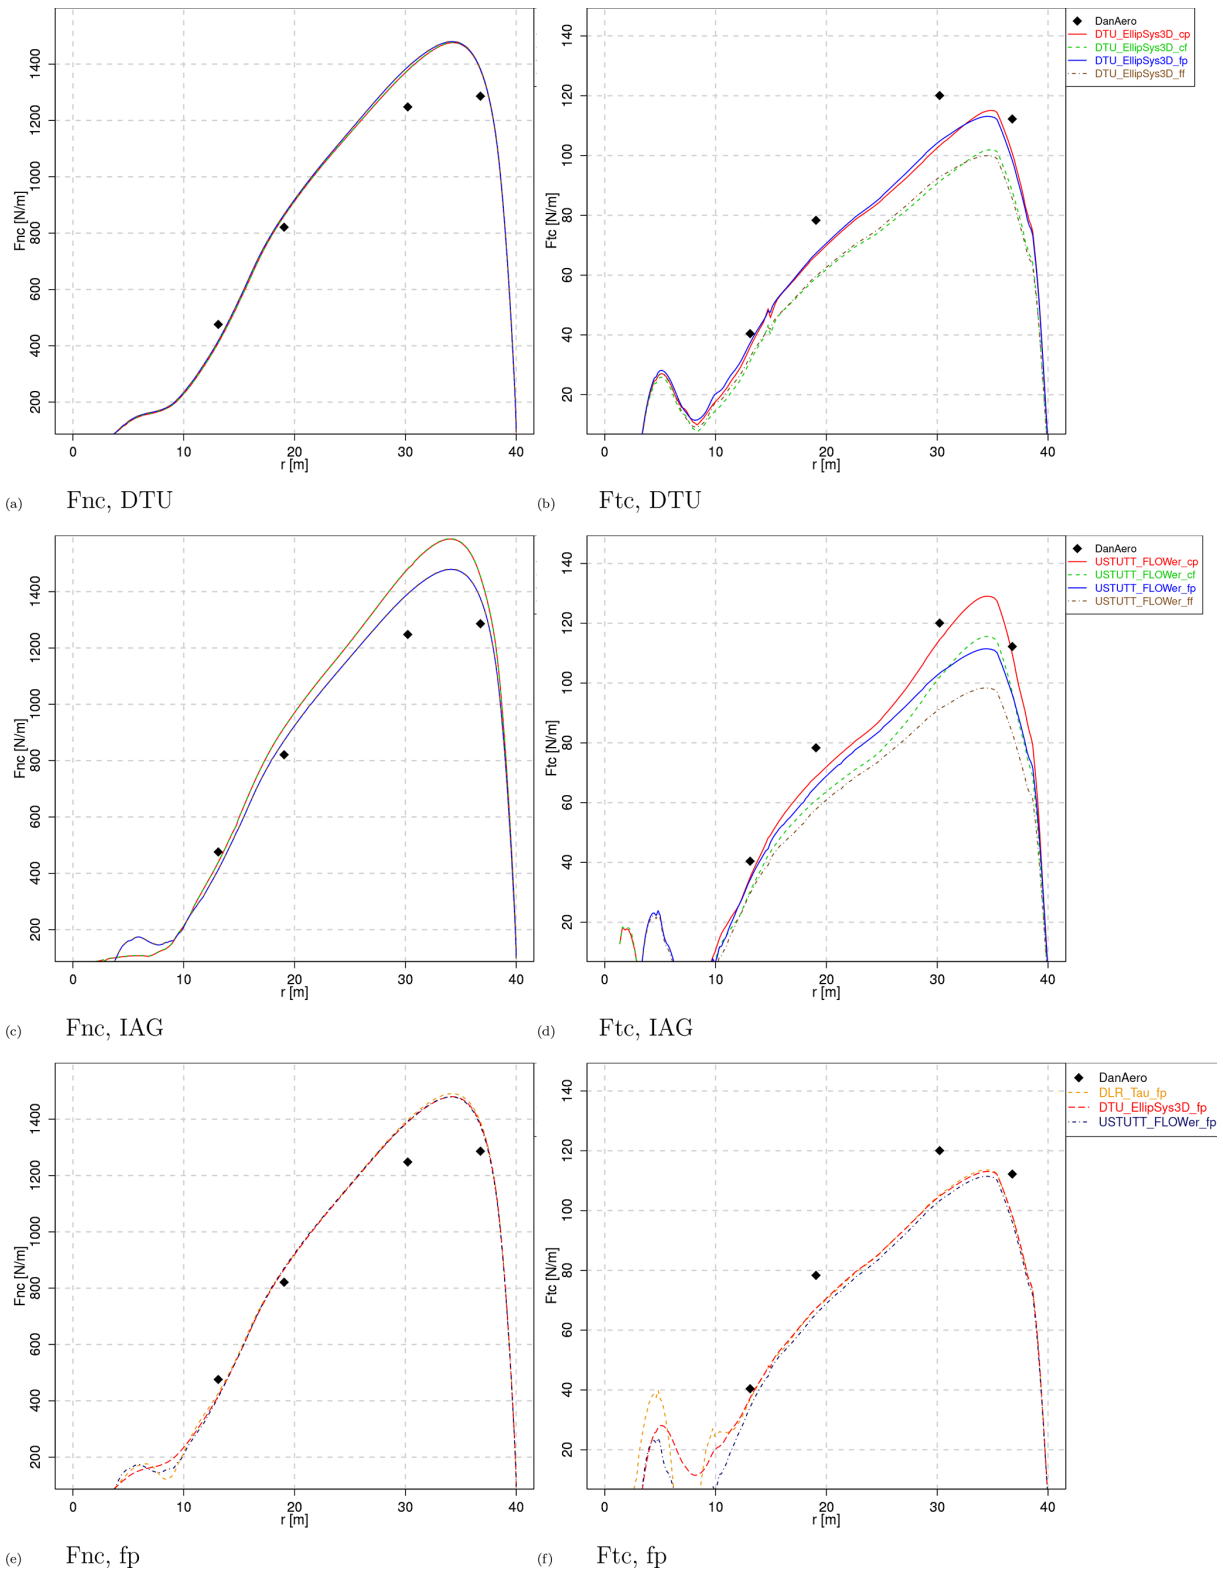 Fnc [N/m]
1400
1200
1000
800
600
400
200
0 10 20 30 40
r [m]
(a) Fnc, DTU
Ftc [N/m]
140
120
100
80
60
40
20
0 10 20 30 40
r [m]
DanAero
DTU_EllipSys3D_cp
DTU_EllipSys3D_cf
DTU_EllipSys3D_fp
DTU_EllipSys3D_ff
(b) Ftc, DTU
Fnc [N/m]
1400
1200
1000
800
600
400
200
0 10 20 30 40
r [m]
(c) Fnc, IAG
Ftc [N/m]
140
120
100
80
60
40
20
0 10 20 30 40
r [m]
DanAero
USTUTT_FLOWer_cp
USTUTT_FLOWer_cf
USTUTT_FLOWer_fp
USTUTT_FLOWer_ff
(d) Ftc, IAG
Fnc [N/m]
1400
1200
1000
800
600
400
200
0 10 20 30 40
r [m]
(e) Fnc, fp
Ftc [N/m]
140
120
100
80
60
40
20
0 10 20 30 40
r [m]
DanAero
DLR_Tau_fp
DTU_EllipSys3D_fp
USTUTT_FLOWer_fp
(f) Ftc, fp